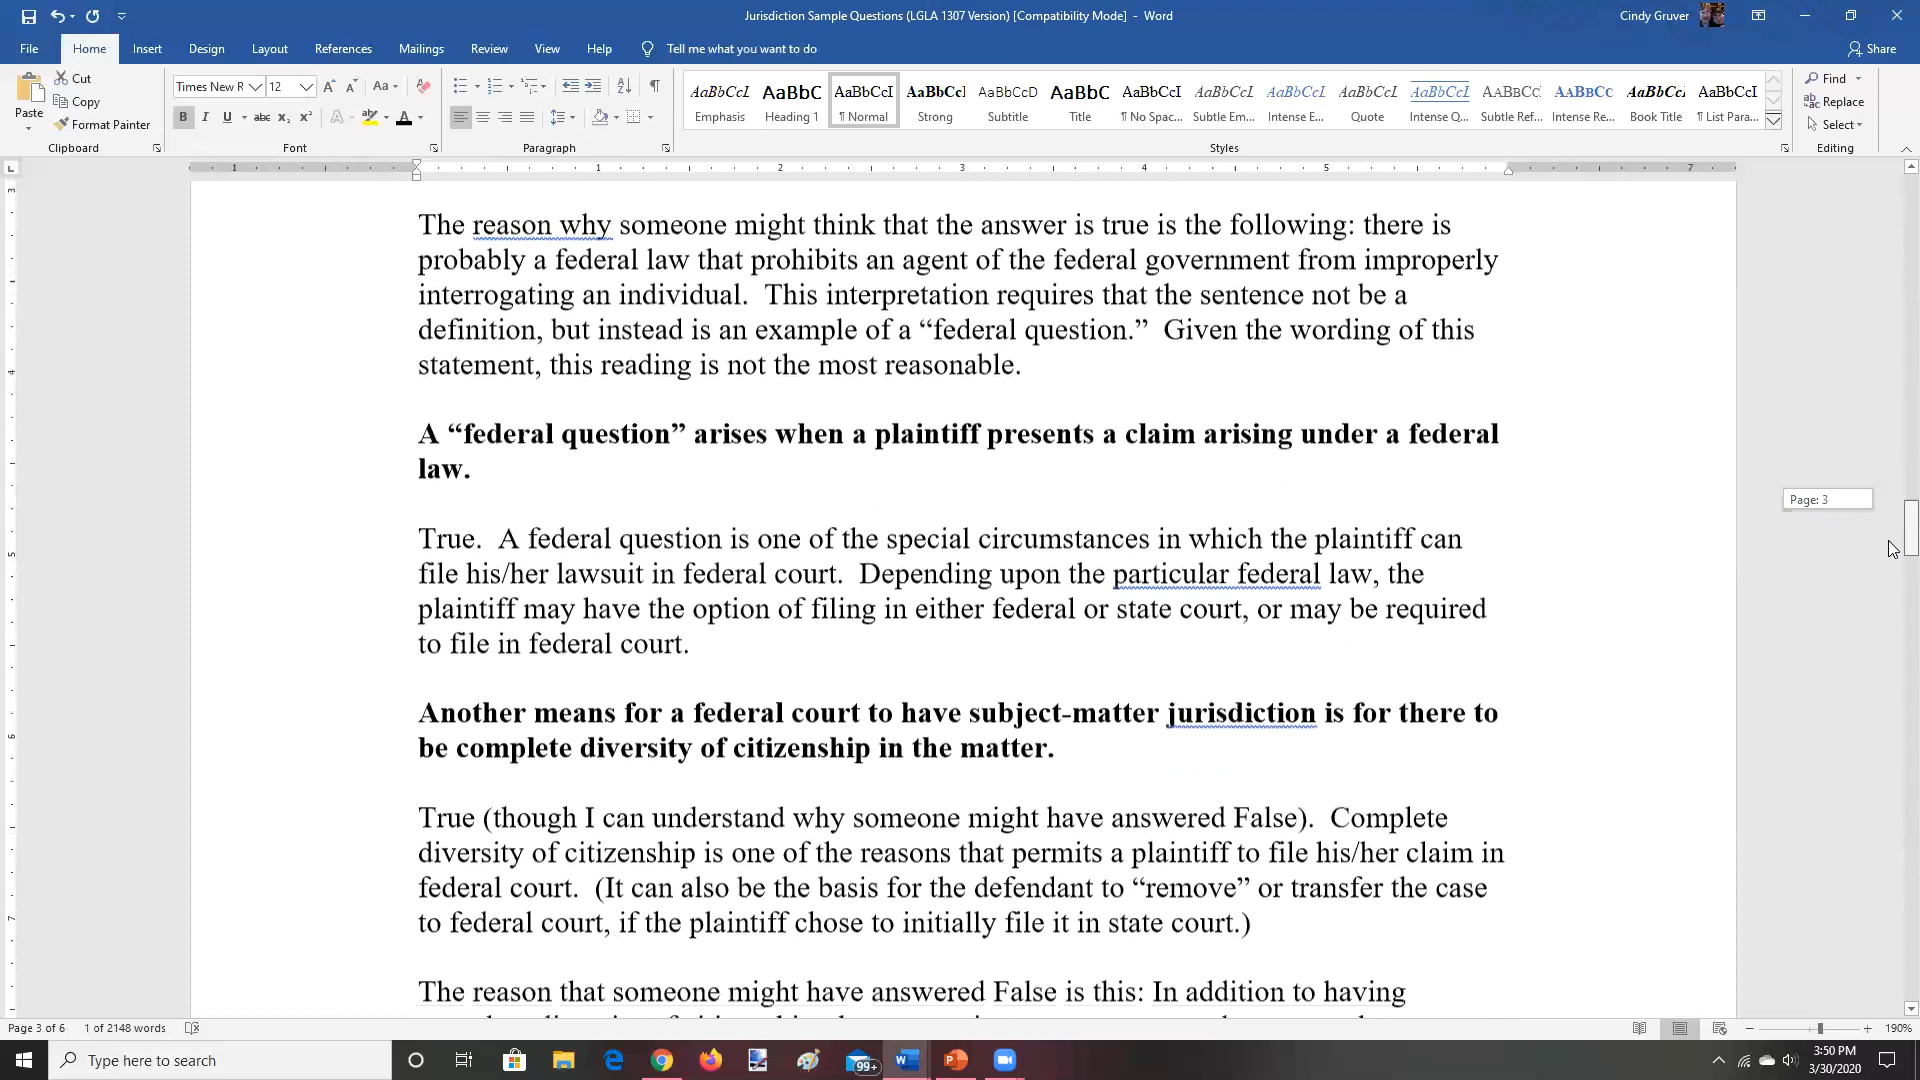 Jurisdiction Sample Questions (LGLA 1307 Version) [Compatibility Mode] - Word
Cindy Gruver
File Home Insert Design Layout References Mailings Review View Help Tell me what you want to do
Share
Paste
Cut
Copy
Format Painter
Clipboard
Times New R 12
Font
Paragraph
AaBbCcI AaBbC AaBbCcI AaBbCcI AaBbCcD AaBbC AaBbCcI AaBbCcI AaBbCcI AaBbCcI AaBbCcI AABBCC AABBCC AaBbCcI AaBbCcI
Emphasis Heading 1 ¶ Normal Strong Subtitle Title ¶ No Spac... Subtle Em... Intense E... Quote Intense Q... Subtle Ref... Intense Re... Book Title ¶ List Para...
Styles
Find
Replace
Select
Editing
1 1 2 3 4 5 7
The reason why someone might think that the answer is true is the following: there is
probably a federal law that prohibits an agent of the federal government from improperly
interrogating an individual. This interpretation requires that the sentence not be a
definition, but instead is an example of a “federal question.” Given the wording of this
statement, this reading is not the most reasonable.
A “federal question” arises when a plaintiff presents a claim arising under a federal
law.
Page: 3
True. A federal question is one of the special circumstances in which the plaintiff can
file his/her lawsuit in federal court. Depending upon the particular federal law, the
plaintiff may have the option of filing in either federal or state court, or may be required
to file in federal court.
Another means for a federal court to have subject-matter jurisdiction is for there to
be complete diversity of citizenship in the matter.
True (though I can understand why someone might have answered False). Complete
diversity of citizenship is one of the reasons that permits a plaintiff to file his/her claim in
federal court. (It can also be the basis for the defendant to “remove” or transfer the case
to federal court, if the plaintiff chose to initially file it in state court.)
The reason that someone might have answered False is this: In addition to having
Page 3 of 6 1 of 2148 words
190%
Type here to search
99+
3:50 PM
3/30/2020